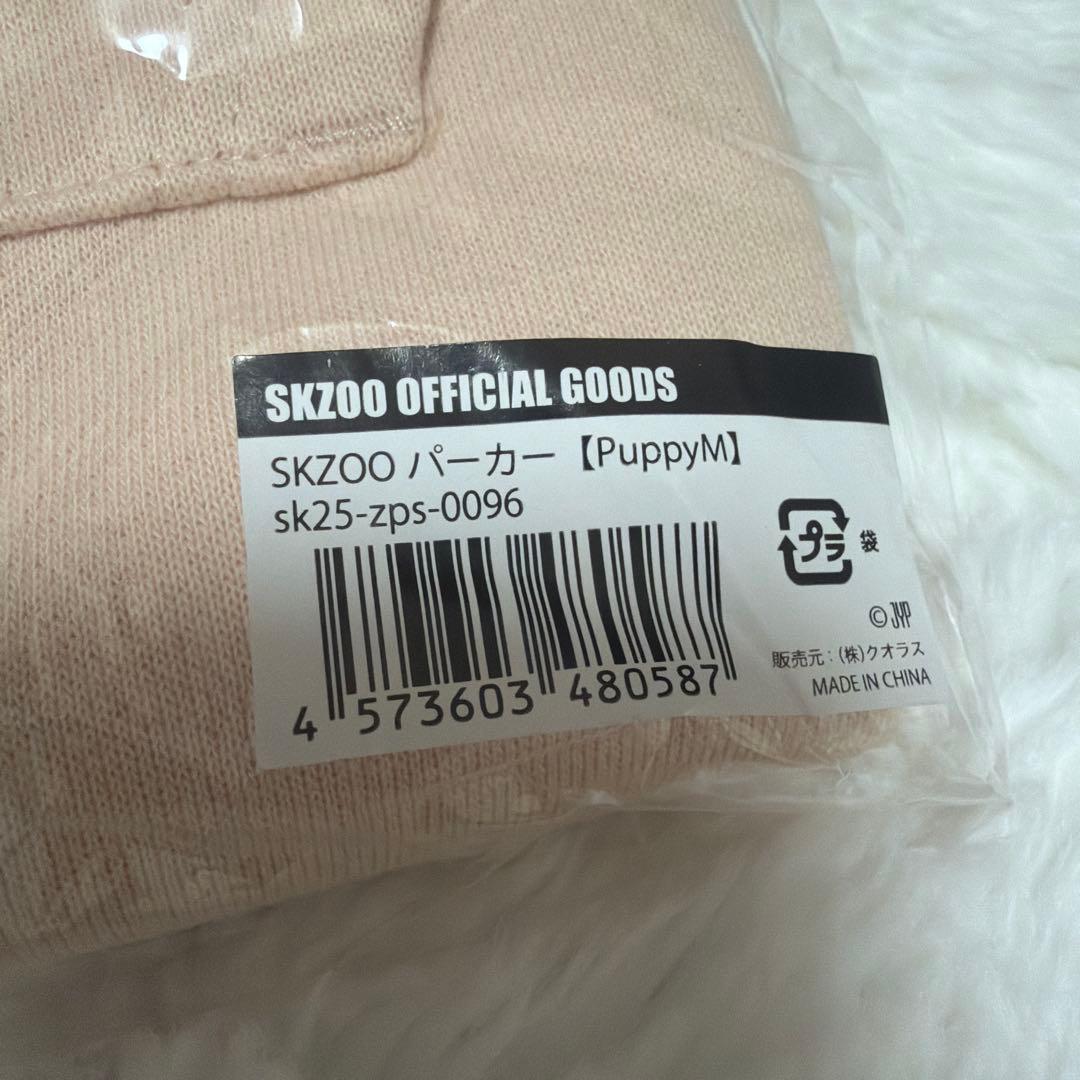 SKZOO OFFICIAL GOODS
SKZOO パーカー【PuppyM】
sk25-zps-0096
プラ 袋
©JYP
販売元：(株)クオラス
MADE IN CHINA
4 573603 480587